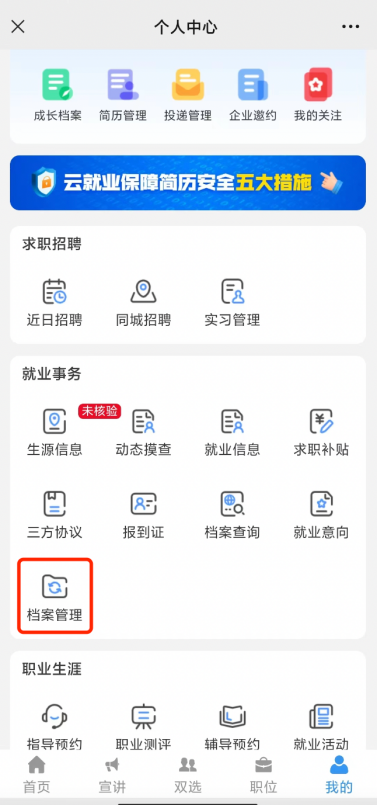 个人中心
成长档案 简历管理 投递管理 企业邀约 我的关注
云就业保障简历安全五大措施
求职招聘
近日招聘 同城招聘 实习管理
就业事务
未核验
生源信息 动态摸查 就业信息 求职补贴
三方协议 报到证 档案查询 就业意向
档案管理
职业生涯
指导预约 职业测评 辅导预约 就业活动
首页 宣讲 双选 职位 我的